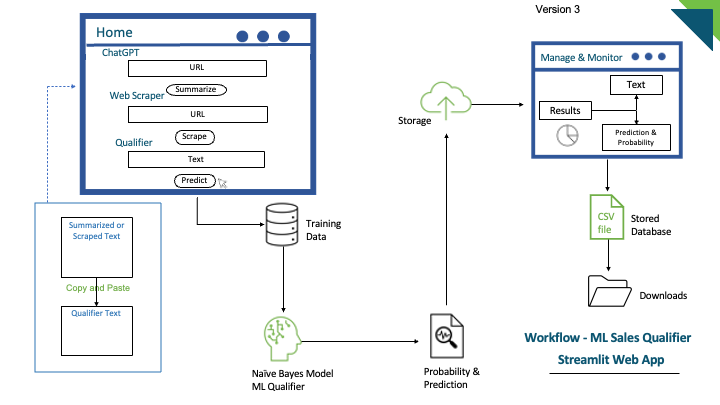 Version 3
Home
ChatGPT
URL
Summarize
Web Scraper
URL
Scrape
Qualifier
Text
Predict
Summarized or
Scraped Text
Copy and Paste
Qualifier Text
Training
Data
Naïve Bayes Model
ML Qualifier
Probability &
Prediction
Storage
Manage & Monitor
Text
Results
Prediction &
Probability
CSV
file
Stored
Database
Downloads
Workflow - ML Sales Qualifier
Streamlit Web App